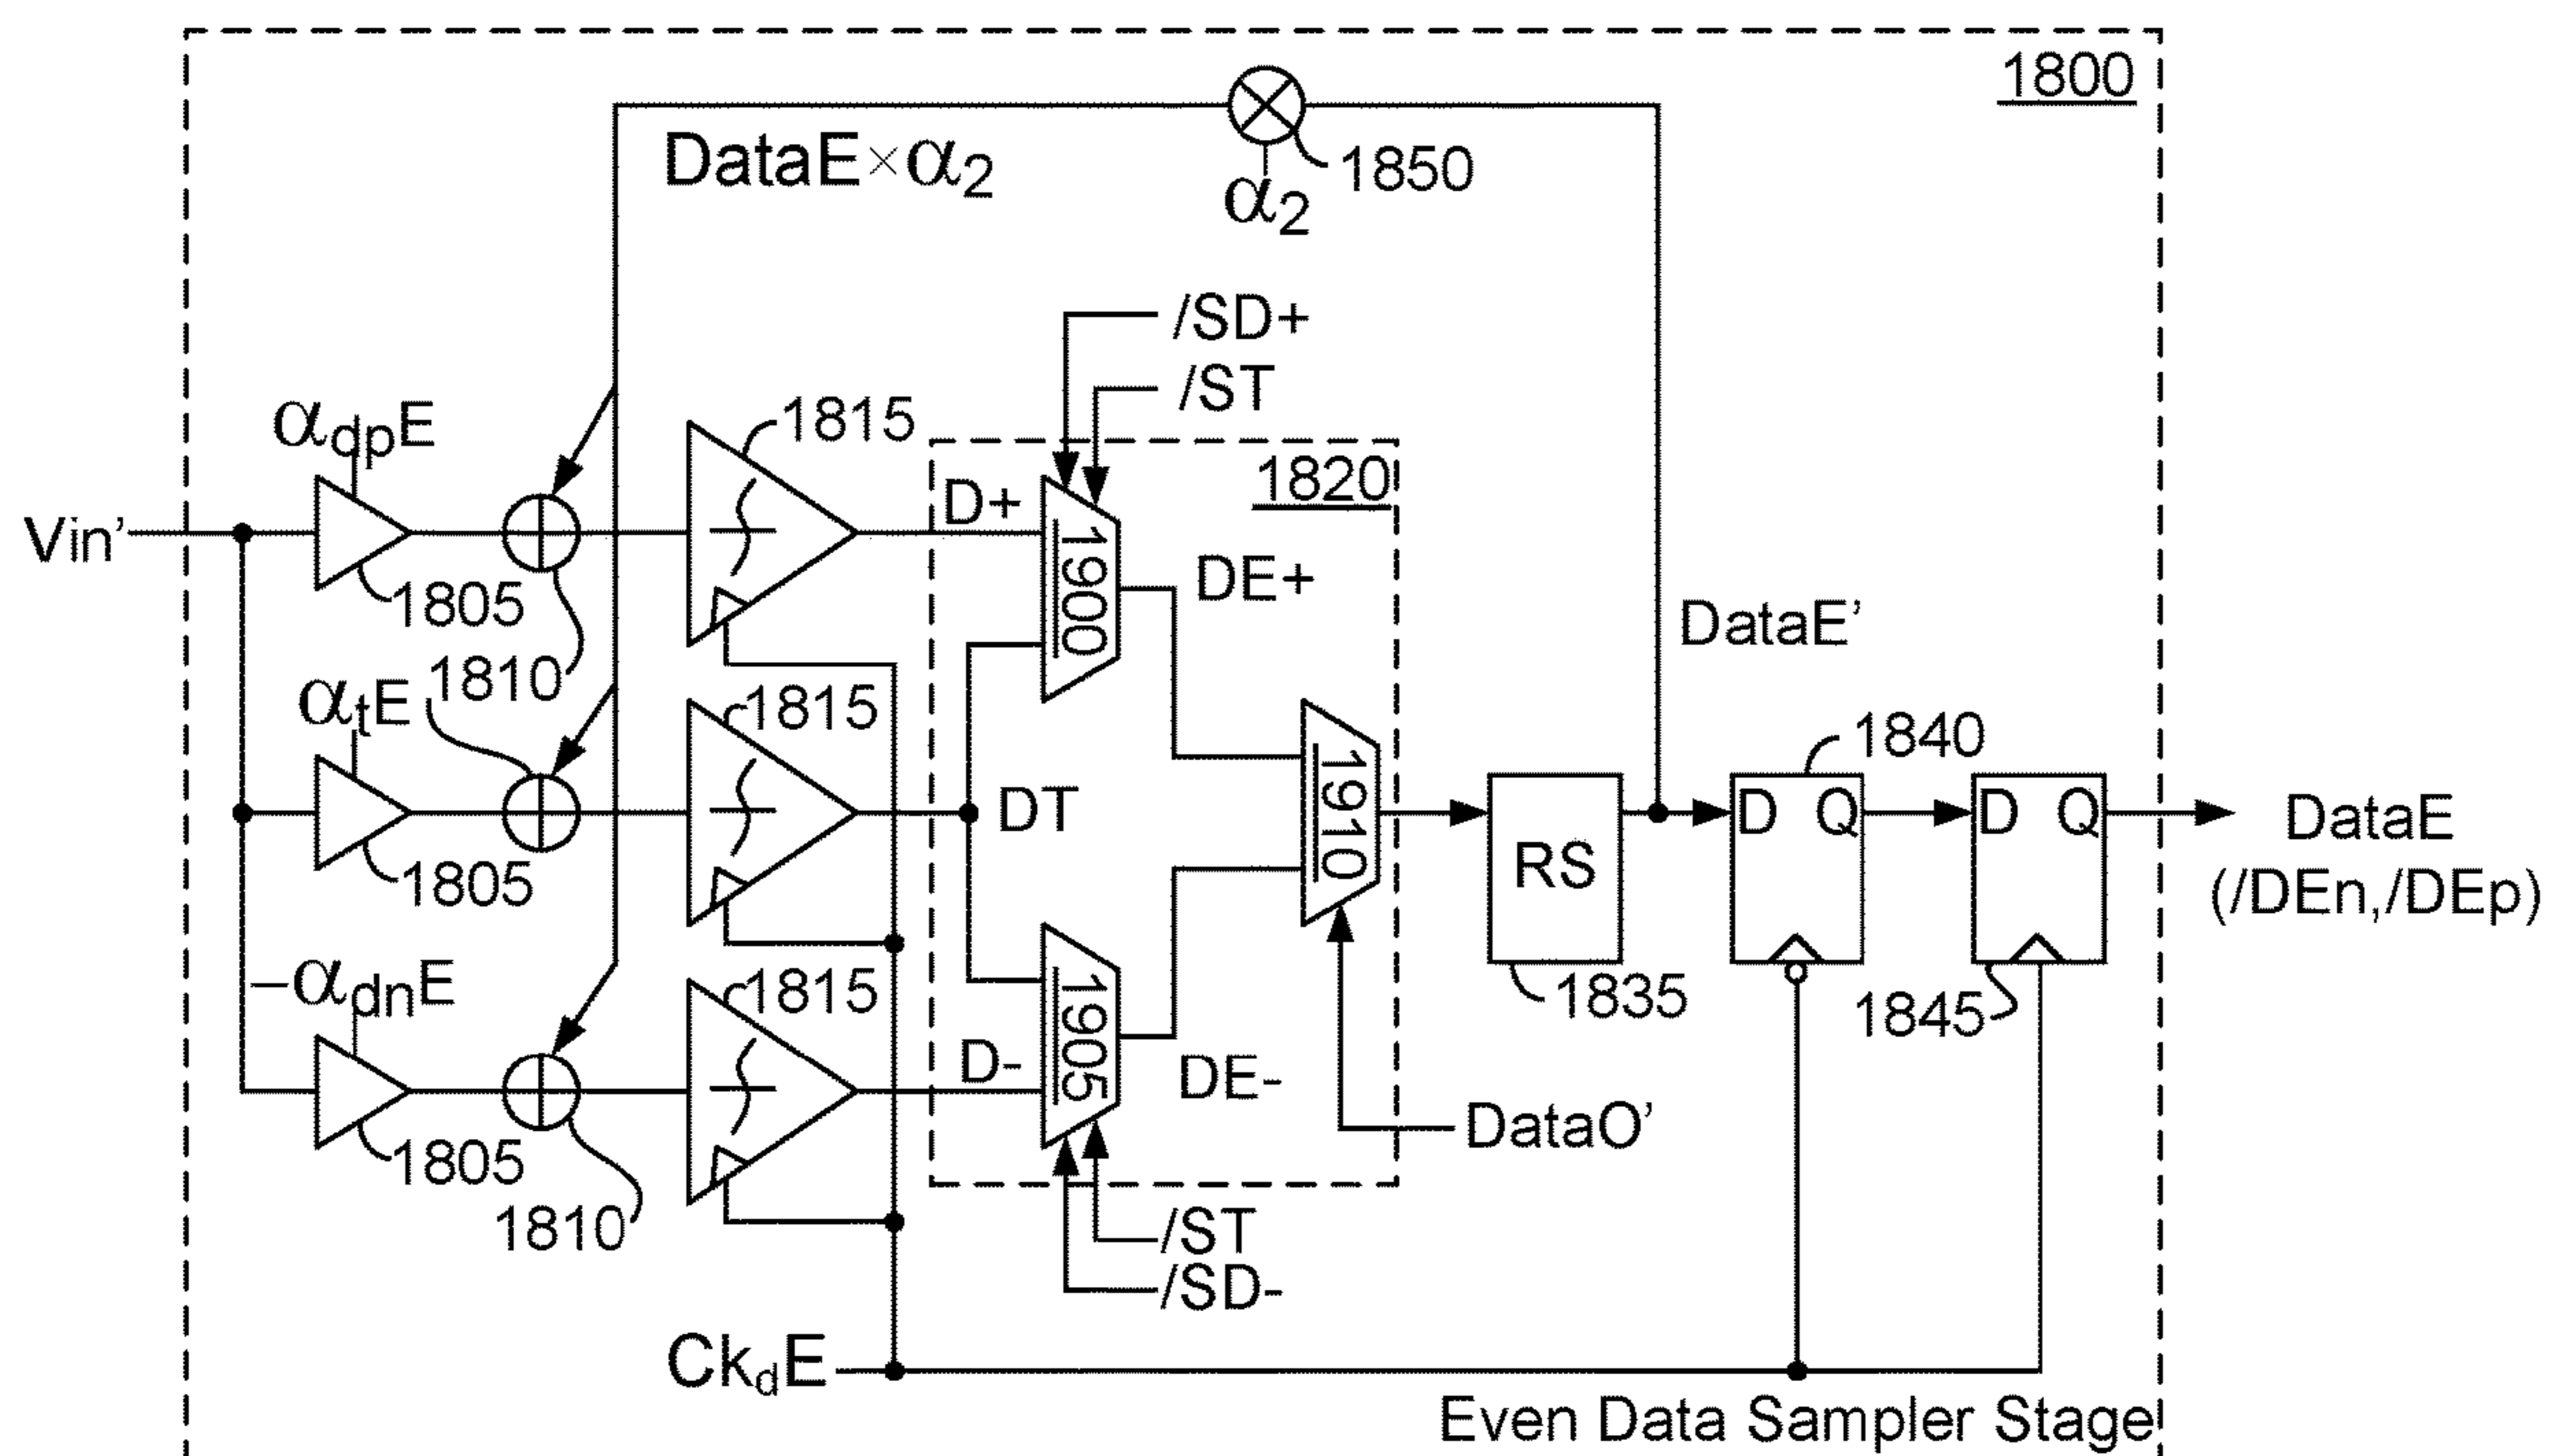 1800
DataE×α2
α2
1850
/SD+
/ST
αdpE
1815
1820
D+
1900
DE+
Vin'
1805
1810
DataE'
αtE
1815
1840
DT
1910
RS
D Q
D Q
DataE
(/DEn,/DEp)
1805
1835
1845
–αdnE
1815
D-
1905
DE-
DataO'
1805
1810
/ST
/SD-
CkdE
Even Data Sampler Stage